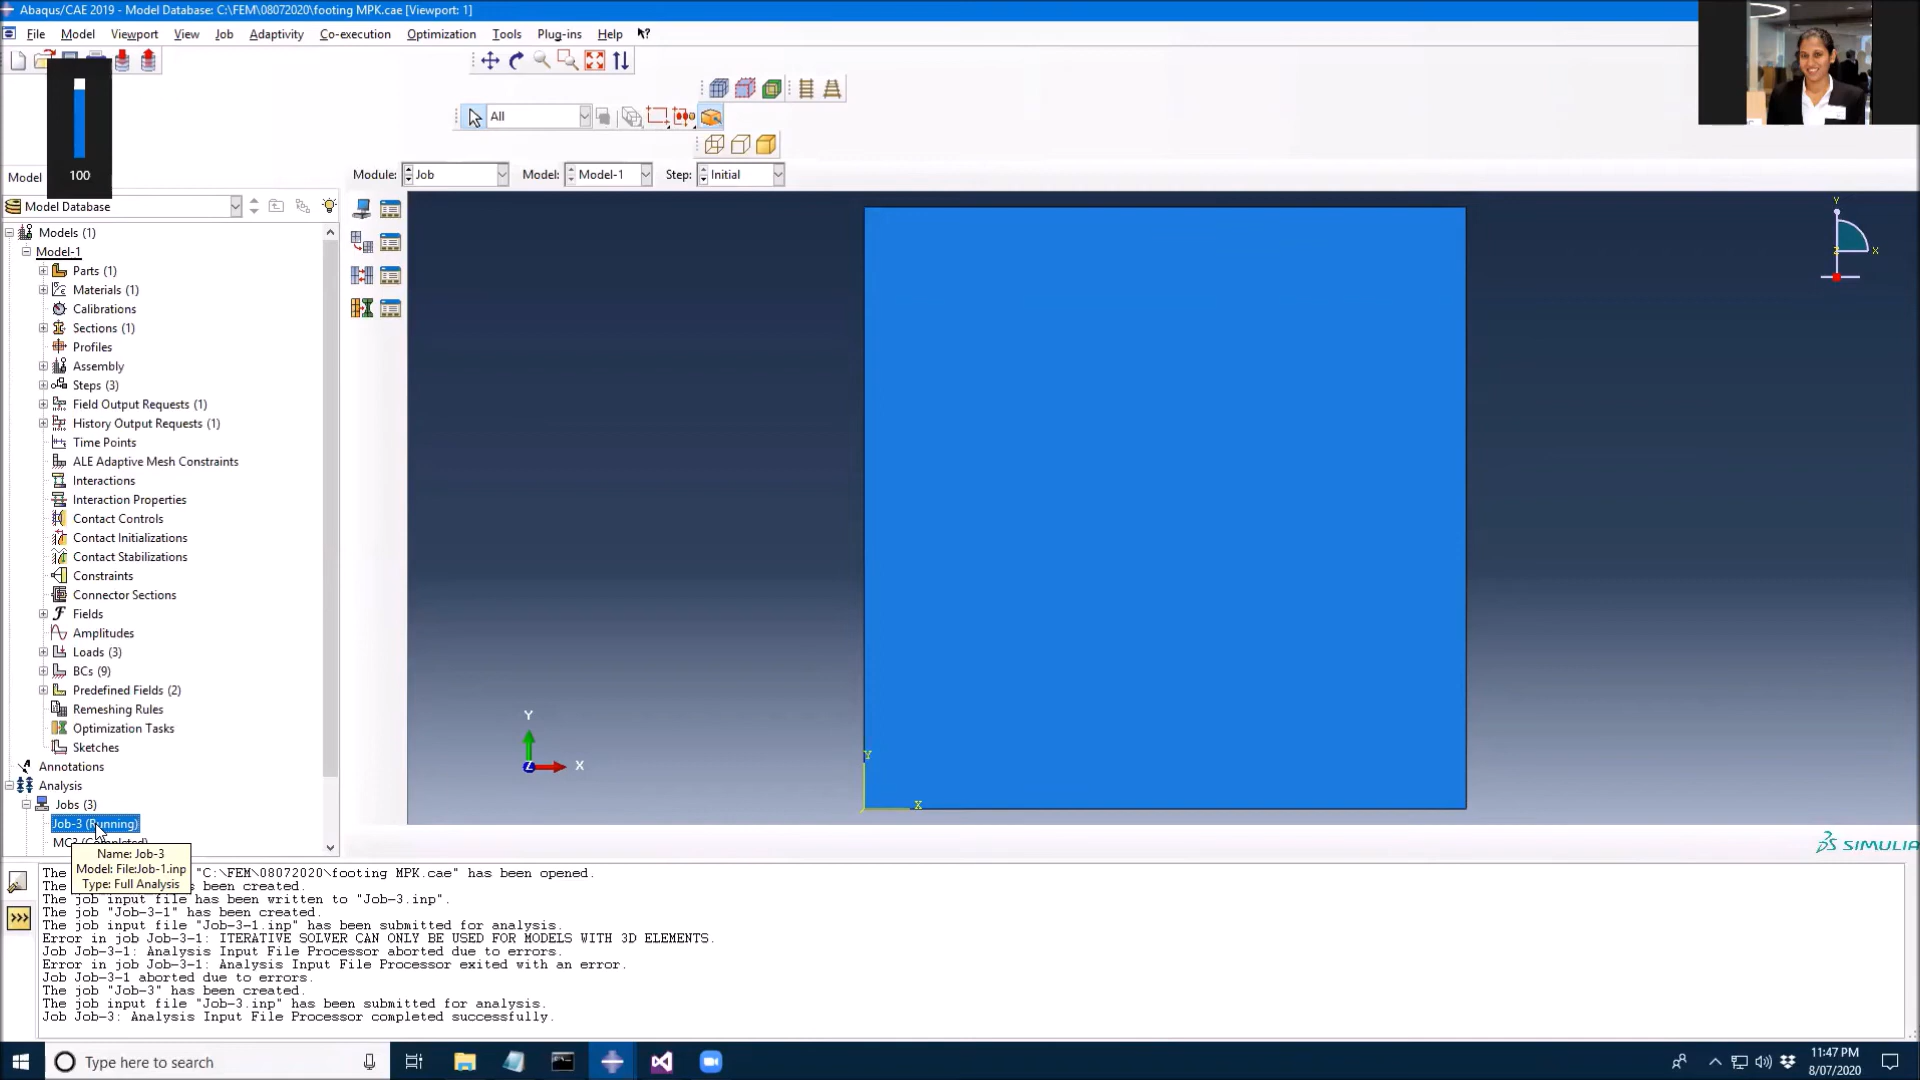 Abaqus/CAE 2019 - Model Database: C:\FEM\08072020\footing MPK.cae [Viewport: 1]
File Model Viewport View Job Adaptivity Co-execution Optimization Tools Plug-ins Help
All
100
Model
Module: Job Model: Model-1 Step: Initial
Model Database
Models (1)
Model-1
Parts (1)
Materials (1)
Calibrations
Sections (1)
Profiles
Assembly
Steps (3)
Field Output Requests (1)
History Output Requests (1)
Time Points
ALE Adaptive Mesh Constraints
Interactions
Interaction Properties
Contact Controls
Contact Initializations
Contact Stabilizations
Constraints
Connector Sections
Fields
Amplitudes
Loads (3)
BCs (9)
Predefined Fields (2)
Remeshing Rules
Optimization Tasks
Sketches
Annotations
Analysis
Jobs (3)
Job-3 (Running)
Name: Job-3
Model: File:Job-1.inp
Type: Full Analysis
Y
X
Z
Y
X
Z
Y
X
SIMULIA
The "C:\FEM\08072020\footing MPK.cae" has been opened.
The been created.
The job input file has been written to "Job-3.inp".
The job "Job-3-1" has been created.
The job input file "Job-3-1.inp" has been submitted for analysis.
Error in job Job-3-1: ITERATIVE SOLVER CAN ONLY BE USED FOR MODELS WITH 3D ELEMENTS.
Job Job-3-1: Analysis Input File Processor aborted due to errors.
Error in job Job-3-1: Analysis Input File Processor exited with an error.
Job Job-3-1 aborted due to errors.
The job "Job-3" has been created.
The job input file "Job-3.inp" has been submitted for analysis.
Job Job-3: Analysis Input File Processor completed successfully.
Type here to search
11:47 PM
8/07/2020